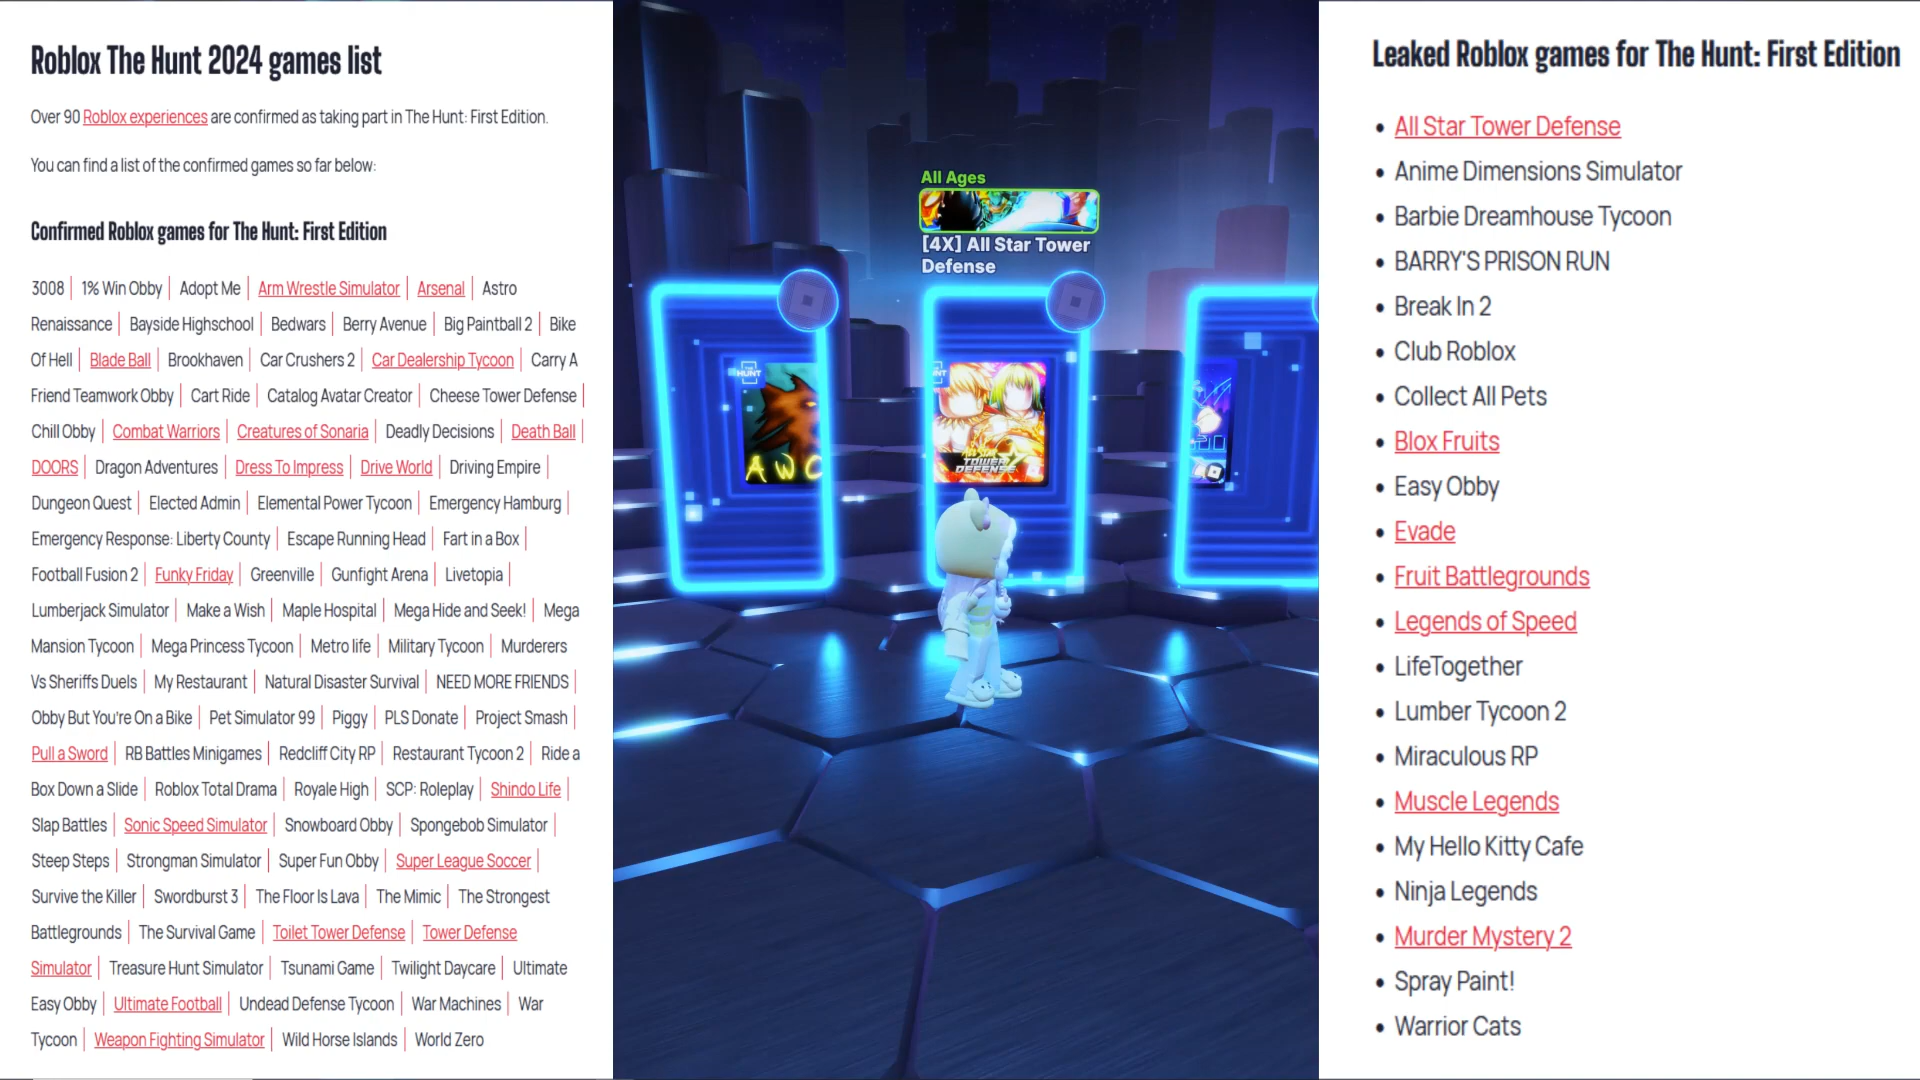 Roblox The Hunt 2024 games list
Over 90 Roblox experiences are confirmed as taking part in The Hunt: First Edition.
You can find a list of the confirmed games so far below:
Confirmed Roblox games for The Hunt: First Edition
3008 | 1% Win Obby | Adopt Me | Arm Wrestle Simulator | Arsenal | Astro
Renaissance | Bayside Highschool | Bedwars | Berry Avenue | Big Paintball 2 | Bike
Of Hell | Blade Ball | Brookhaven | Car Crushers 2 | Car Dealership Tycoon | Carry A
Friend Teamwork Obby | Cart Ride | Catalog Avatar Creator | Cheese Tower Defense |
Chill Obby | Combat Warriors | Creatures of Sonaria | Deadly Decisions | Death Ball |
DOORS | Dragon Adventures | Dress To Impress | Drive World | Driving Empire |
Dungeon Quest | Elected Admin | Elemental Power Tycoon | Emergency Hamburg |
Emergency Response: Liberty County | Escape Running Head | Fart in a Box |
Football Fusion 2 | Funky Friday | Greenville | Gunfight Arena | Livetopia |
Lumberjack Simulator | Make a Wish | Maple Hospital | Mega Hide and Seek! | Mega
Mansion Tycoon | Mega Princess Tycoon | Metro life | Military Tycoon | Murderers
Vs Sheriffs Duels | My Restaurant | Natural Disaster Survival | NEED MORE FRIENDS |
Obby But You're On a Bike | Pet Simulator 99 | Piggy | PLS Donate | Project Smash |
Pull a Sword | RB Battles Minigames | Redcliff City RP | Restaurant Tycoon 2 | Ride a
Box Down a Slide | Roblox Total Drama | Royale High | SCP: Roleplay | Shindo Life |
Slap Battles | Sonic Speed Simulator | Snowboard Obby | Spongebob Simulator |
Steep Steps | Strongman Simulator | Super Fun Obby | Super League Soccer |
Survive the Killer | Swordburst 3 | The Floor Is Lava | The Mimic | The Strongest
Battlegrounds | The Survival Game | Toilet Tower Defense | Tower Defense
Simulator | Treasure Hunt Simulator | Tsunami Game | Twilight Daycare | Ultimate
Easy Obby | Ultimate Football | Undead Defense Tycoon | War Machines | War
Tycoon | Weapon Fighting Simulator | Wild Horse Islands | World Zero
All Ages
[4X] All Star Tower
Defense
HUNT
AWC
HUNT
ALL STAR
TOWER
DEFENSE
Leaked Roblox games for The Hunt: First Edition
• All Star Tower Defense
• Anime Dimensions Simulator
• Barbie Dreamhouse Tycoon
• BARRY'S PRISON RUN
• Break In 2
• Club Roblox
• Collect All Pets
• Blox Fruits
• Easy Obby
• Evade
• Fruit Battlegrounds
• Legends of Speed
• LifeTogether
• Lumber Tycoon 2
• Miraculous RP
• Muscle Legends
• My Hello Kitty Cafe
• Ninja Legends
• Murder Mystery 2
• Spray Paint!
• Warrior Cats